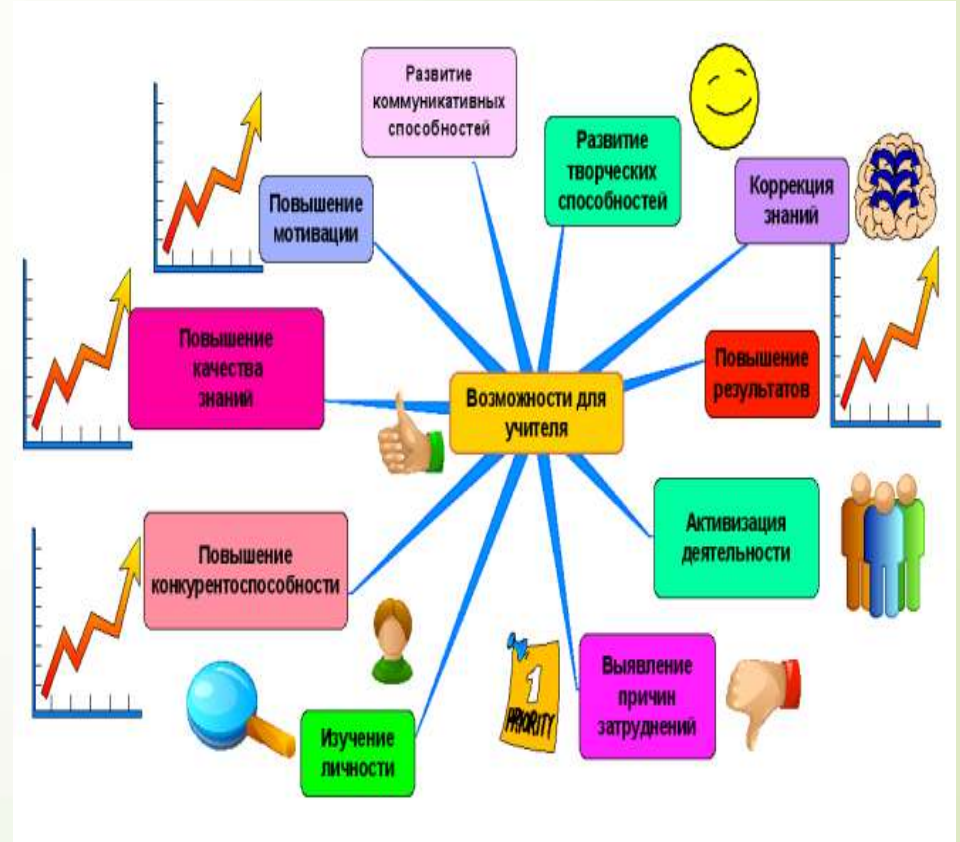 Развитие
коммуникативных
способностей
Развитие
творческих
способностей
Коррекция
знаний
Повышение
мотивации
Повышение
качества
знаний
Повышение
результатов
Возможности для
учителя
Активизация
деятельности
Повышение
конкурентоспособности
Выявление
причин
затруднений
1
PRIORITY
Изучение
личности